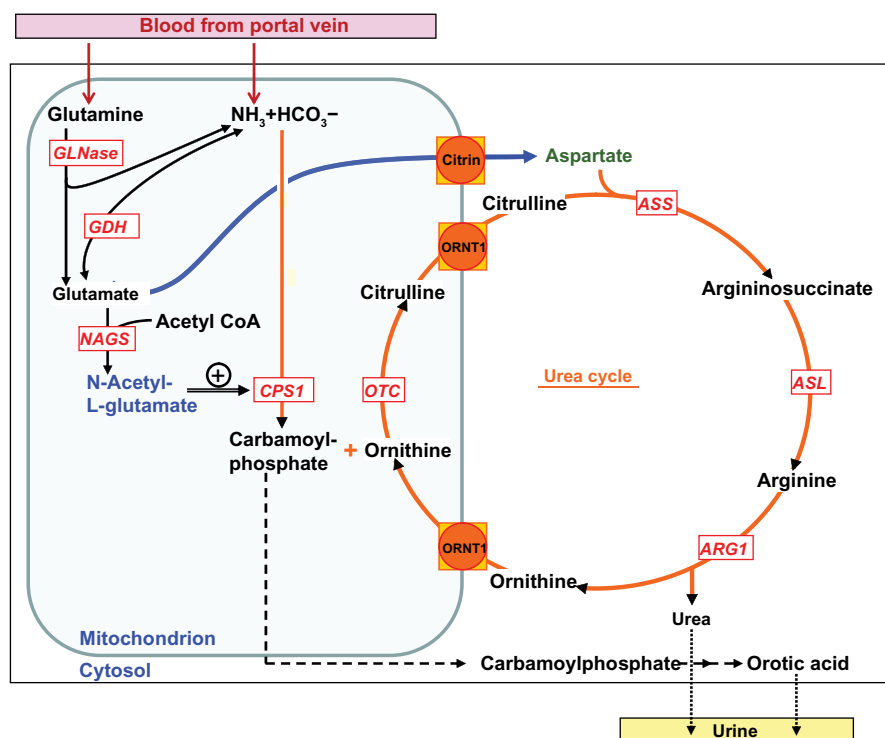 Blood from portal vein
Glutamine
NH3+HCO3−
GLNase
Citrin
Aspartate
Citrulline
ASS
GDH
ORNT1
Glutamate
Citrulline
Argininosuccinate
Acetyl CoA
NAGS
N-Acetyl-
L-glutamate
+
CPS1
OTC
Urea cycle
ASL
Carbamoyl-
phosphate
+
Ornithine
Arginine
ORNT1
ARG1
Ornithine
Urea
Mitochondrion
Cytosol
Carbamoylphosphate
Orotic acid
Urine